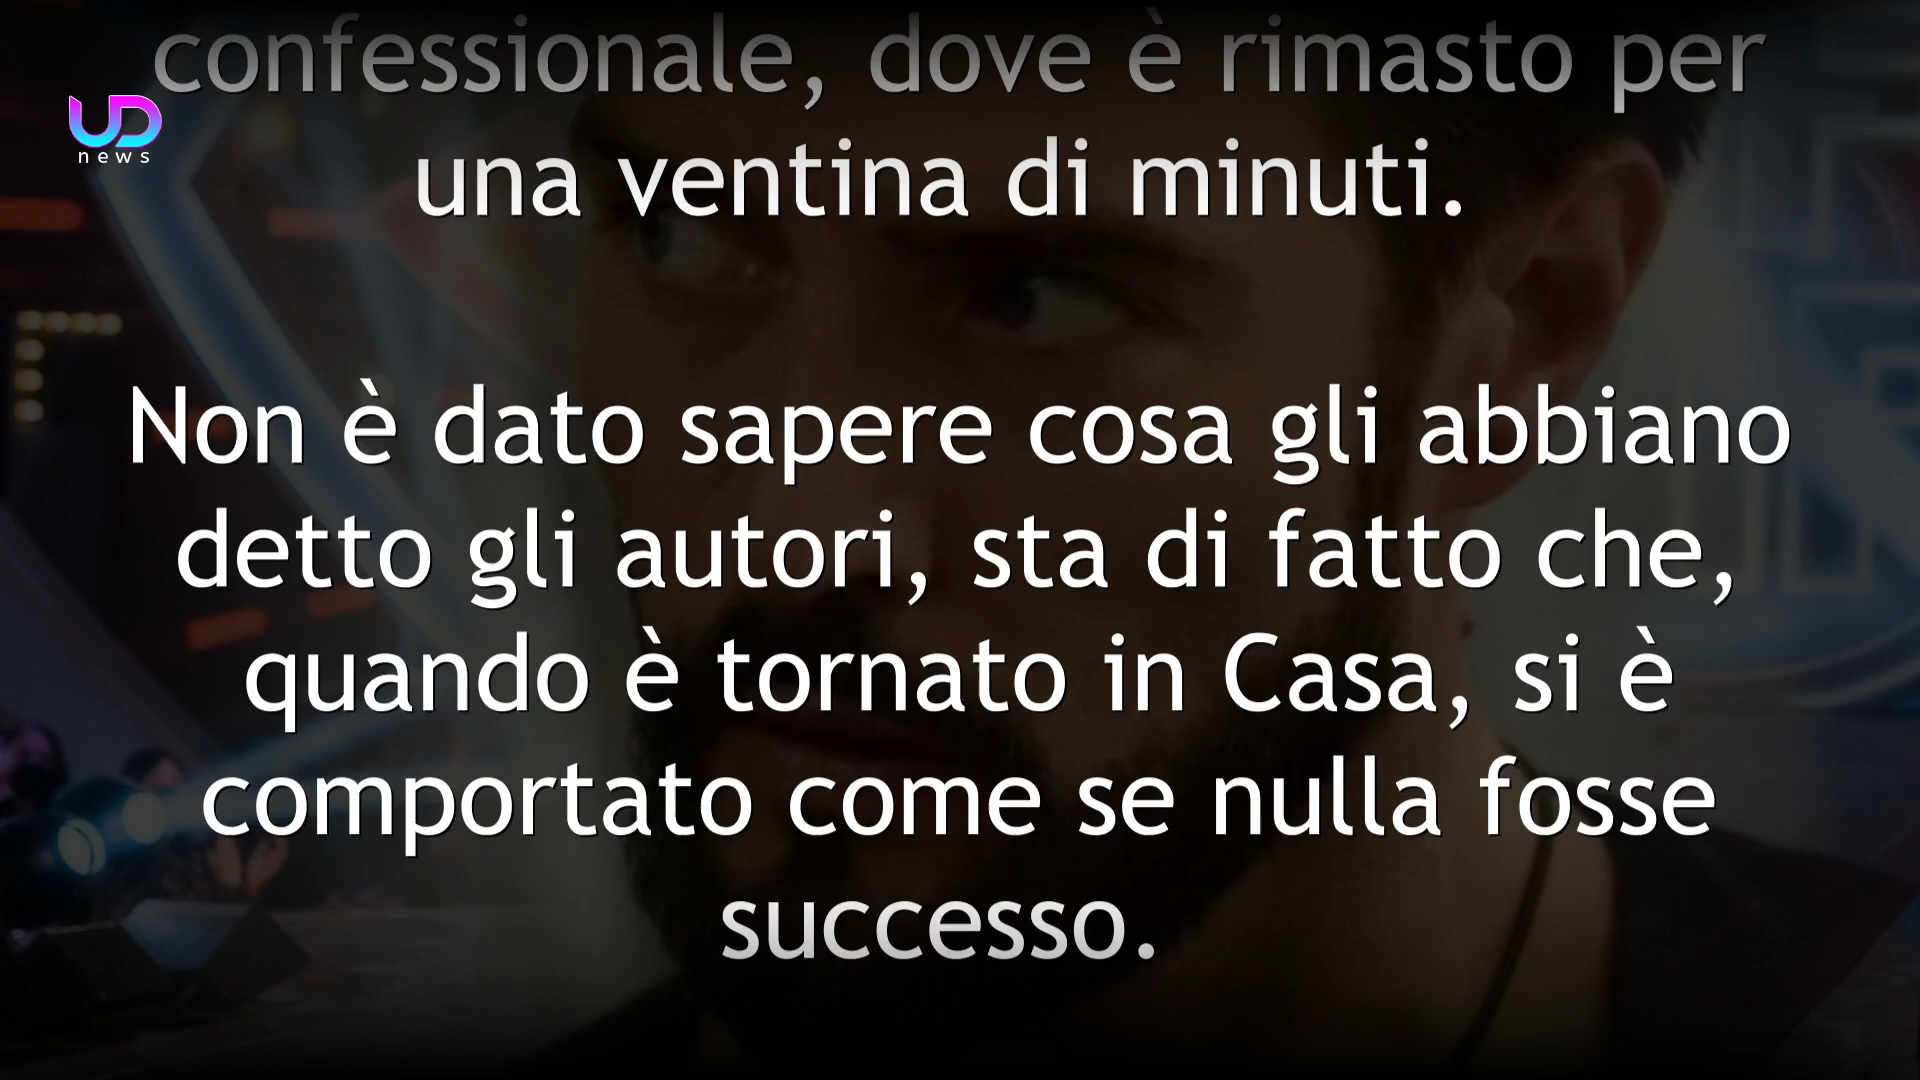 confessionale, dove è rimasto per
UD
news
una ventina di minuti.
Non è dato sapere cosa gli abbiano
detto gli autori, sta di fatto che,
quando è tornato in Casa, si è
comportato come se nulla fosse
successo.